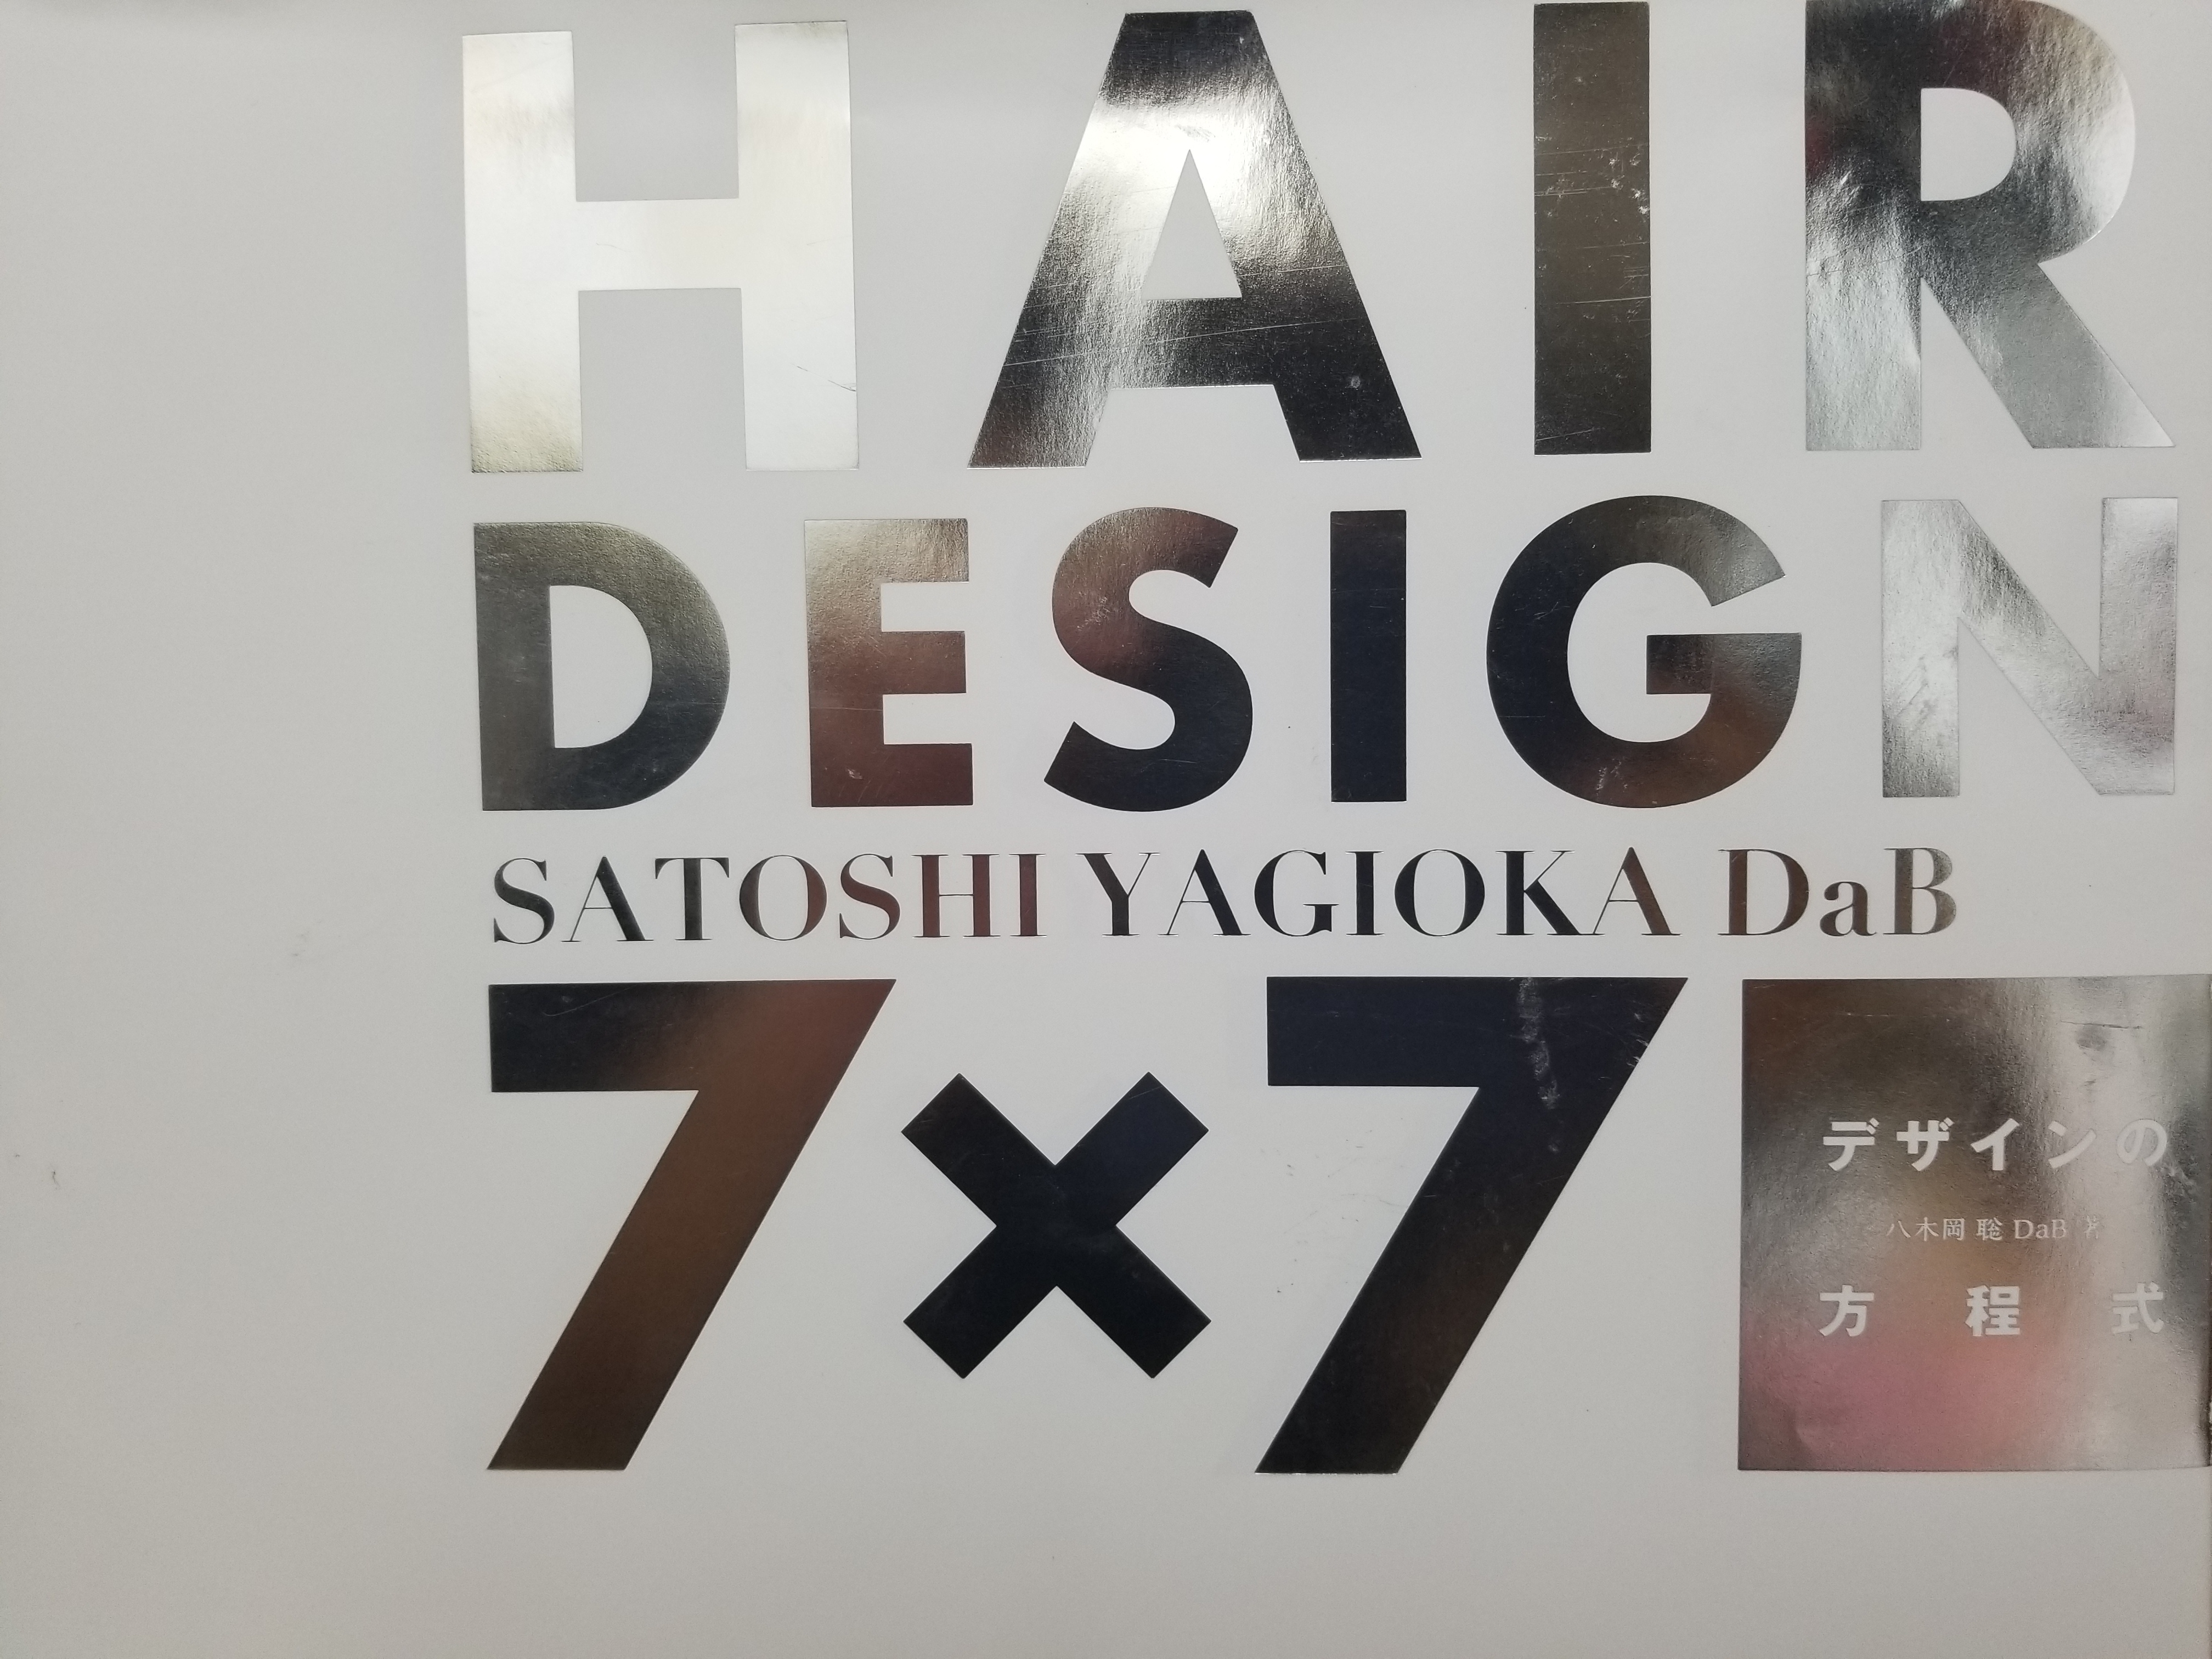 HAIR
DESIGN
SATOSHI YAGIOKA DaB
7×7
デザインの
八木岡 聡 DaB 著
方程式